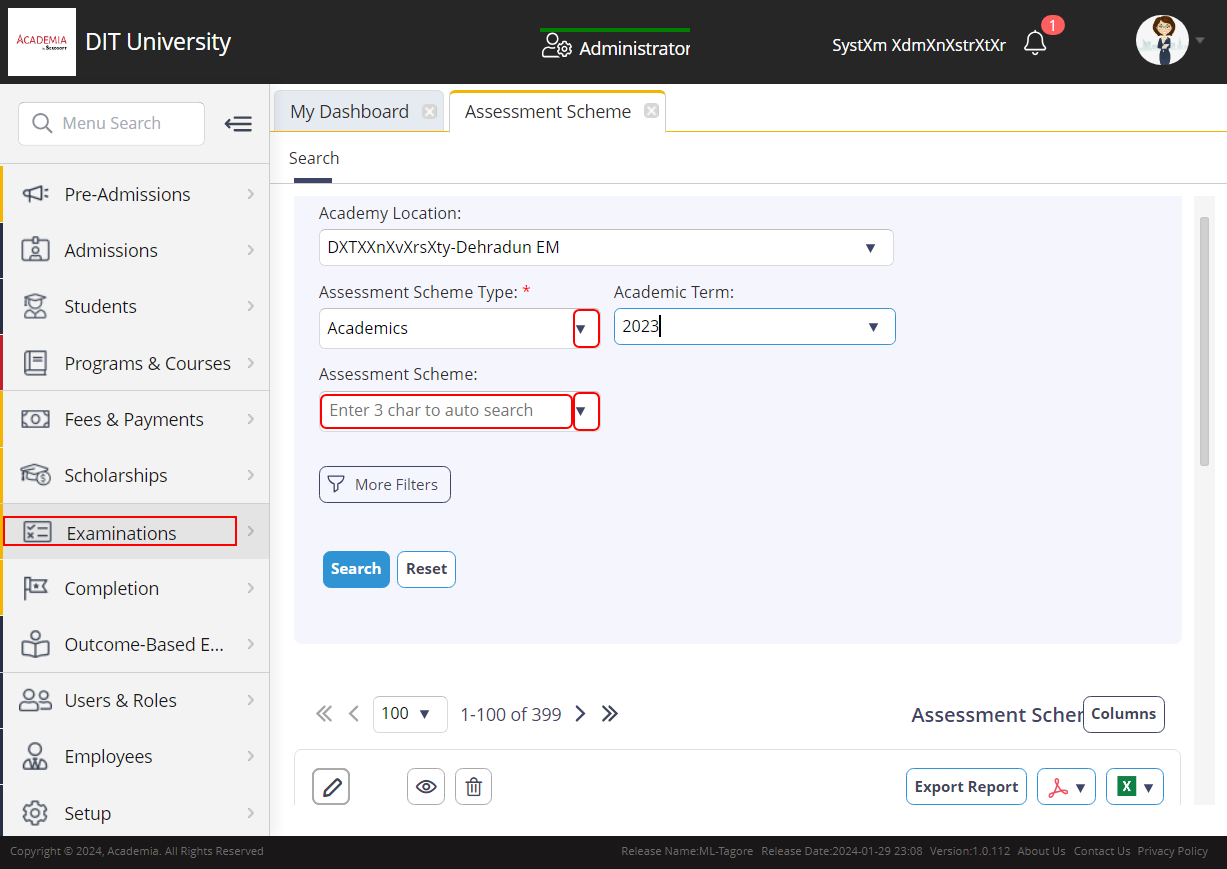 ACADEMIA
by SEROSOFT
DIT University
Administrator
SystXm XdmXnXstrXtXr
1
Menu Search
My Dashboard
Assessment Scheme
Search
Pre-Admissions
Admissions
Students
Programs & Courses
Fees & Payments
Scholarships
Examinations
Completion
Outcome-Based E...
Users & Roles
Employees
Setup
Academy Location:
DXTXXnXvXrsXty-Dehradun EM
Assessment Scheme Type: *
Academic Term:
Academics
2023
Assessment Scheme:
Enter 3 char to auto search
More Filters
Search
Reset
100
1-100 of 399
Assessment Scher
Columns
Export Report
X
Copyright © 2024, Academia. All Rights Reserved
Release Name:ML-Tagore Release Date:2024-01-29 23:08 Version:1.0.112 About Us Contact Us Privacy Policy